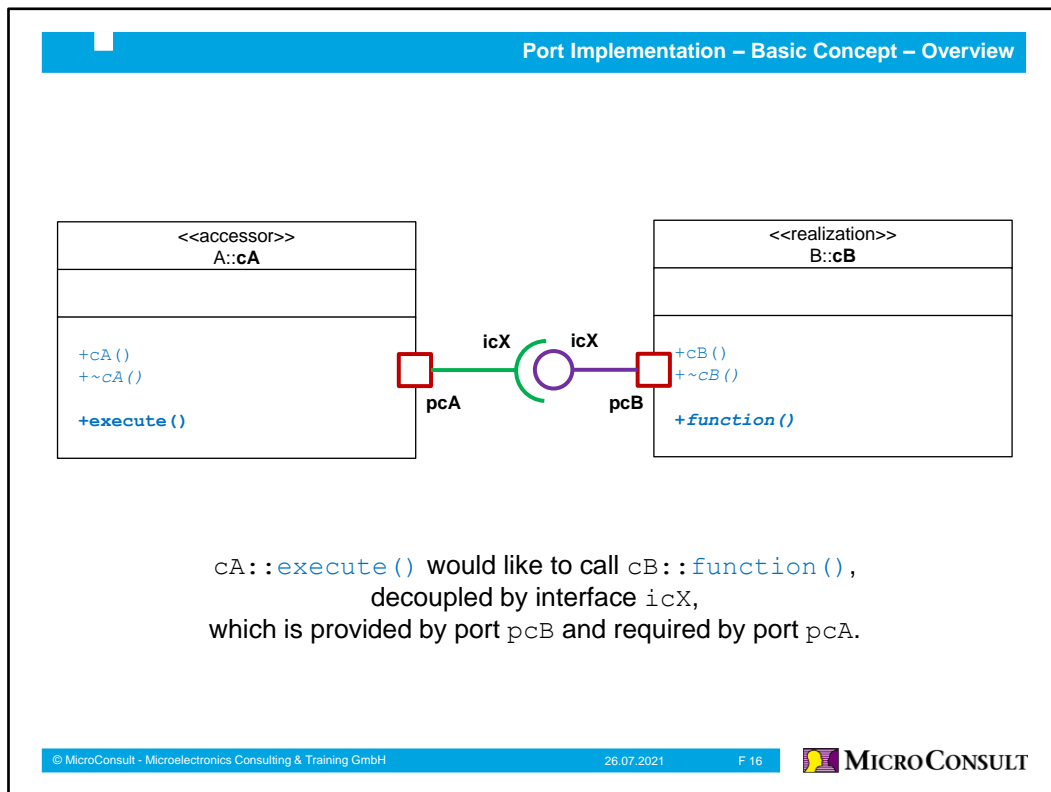 Port Implementation – Basic Concept – Overview
<<accessor>>
A::cA
+cA()
+~cA()
+execute()
icX
icX
pcA
pcB
<<realization>>
B::cB
+cB()
+~cB()
+function()
cA::execute() would like to call cB::function(),
decoupled by interface icX,
which is provided by port pcB and required by port pcA.
© MicroConsult - Microelectronics Consulting & Training GmbH
26.07.2021
F 16
MICROCONSULT